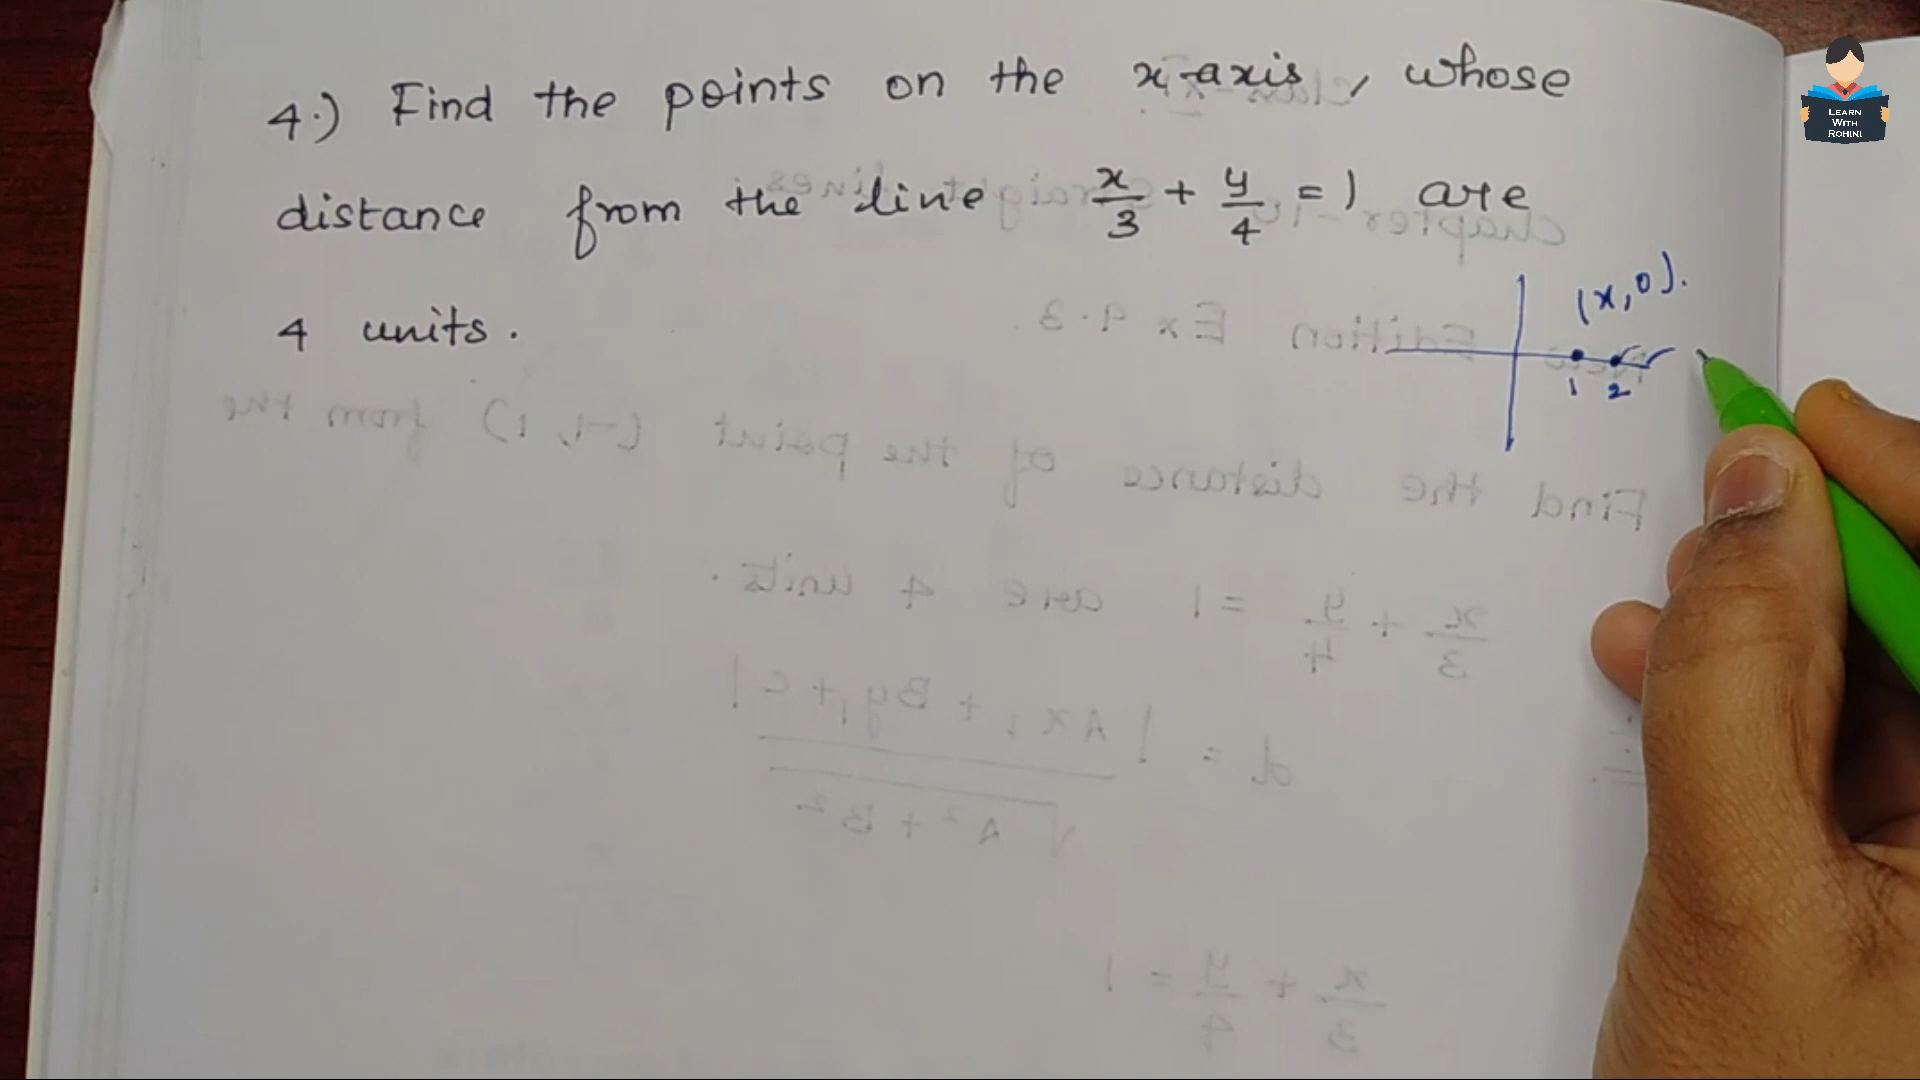 4.) Find the points on the x-axis, whose
distance from the line x/3 + y/4 = 1 are
4 units.
(x, 0).
1 2
LEARN
WITH
ROHINI